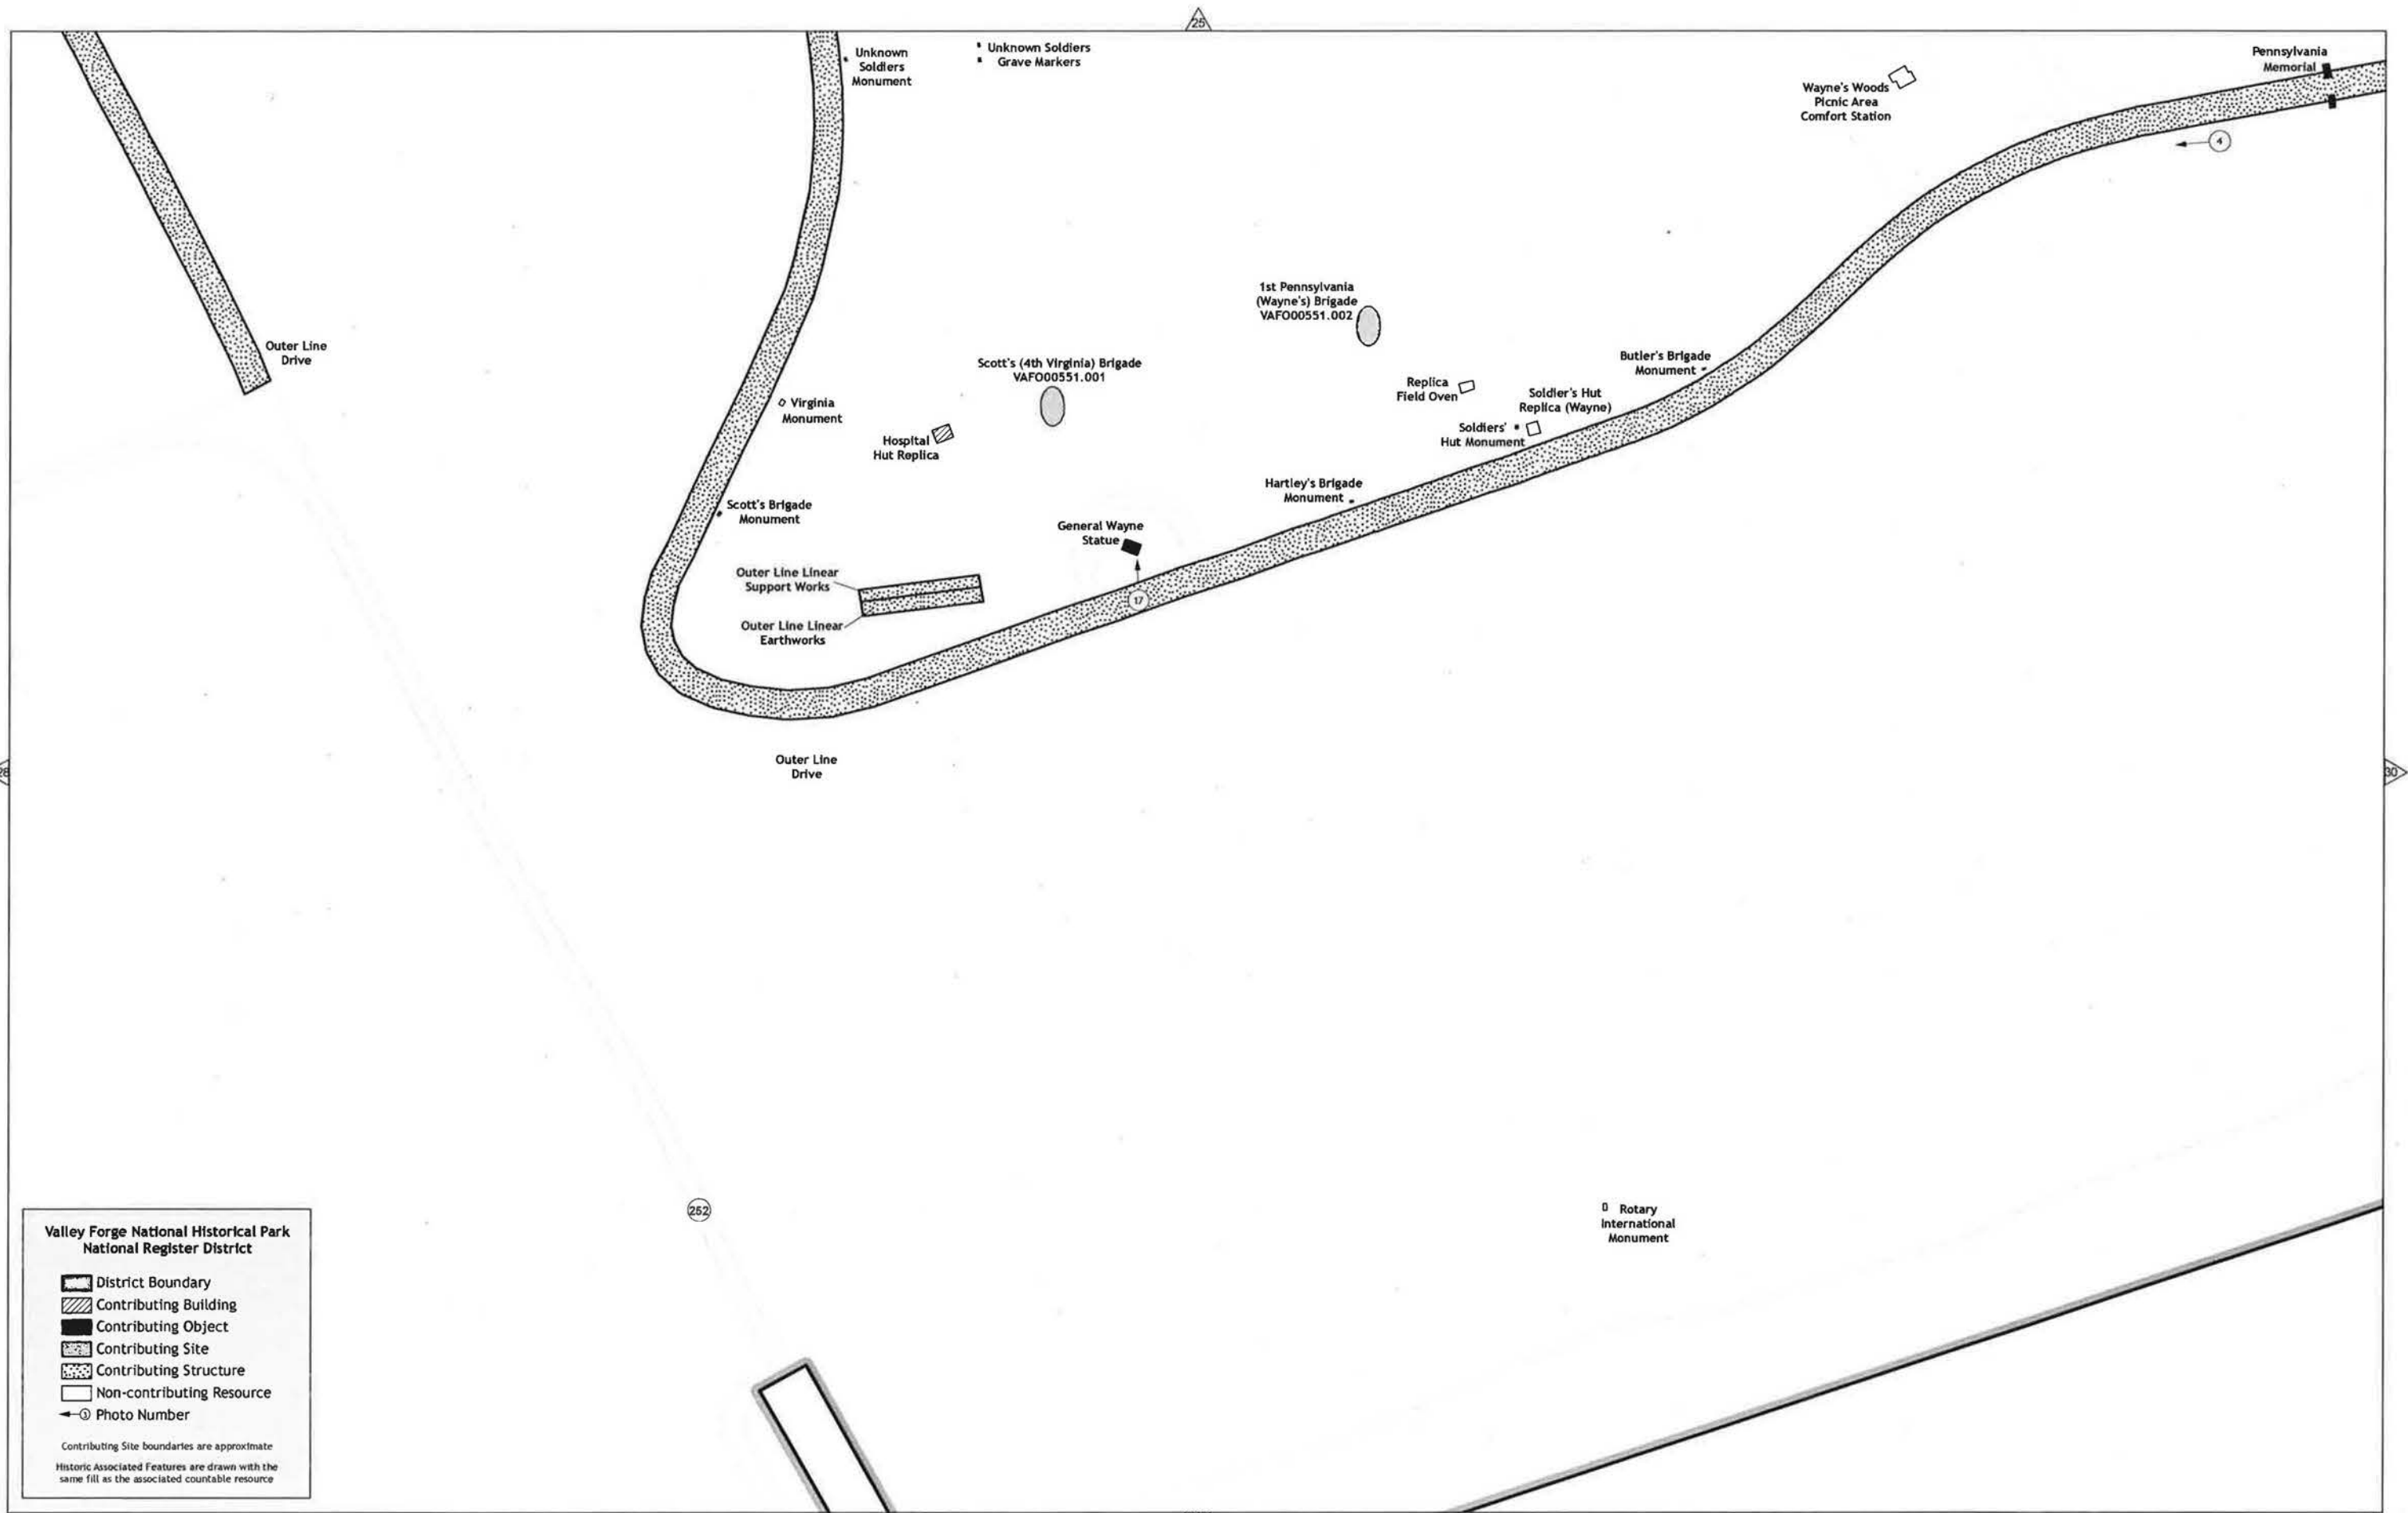 25
Unknown
Soldiers
Monument
Unknown Soldiers
Grave Markers
Pennsylvania
Memorial
Wayne's Woods
Picnic Area
Comfort Station
4
1st Pennsylvania
(Wayne's) Brigade
VAFO00551.002
Outer Line
Drive
Scott's (4th Virginia) Brigade
VAFO00551.001
Butler's Brigade
Monument
Replica
Field Oven
Soldier's Hut
Replica (Wayne)
Virginia
Monument
Soldiers'
Hut Monument
Hospital
Hut Replica
Hartley's Brigade
Monument
Scott's Brigade
Monument
General Wayne
Statue
Outer Line Linear
Support Works
17
Outer Line Linear
Earthworks
Outer Line
Drive
28
30
252
Rotary
International
Monument
Valley Forge National Historical Park
National Register District
District Boundary
Contributing Building
Contributing Object
Contributing Site
Contributing Structure
Non-contributing Resource
Photo Number
Contributing Site boundaries are approximate
Historic Associated Features are drawn with the
same fill as the associated countable resource